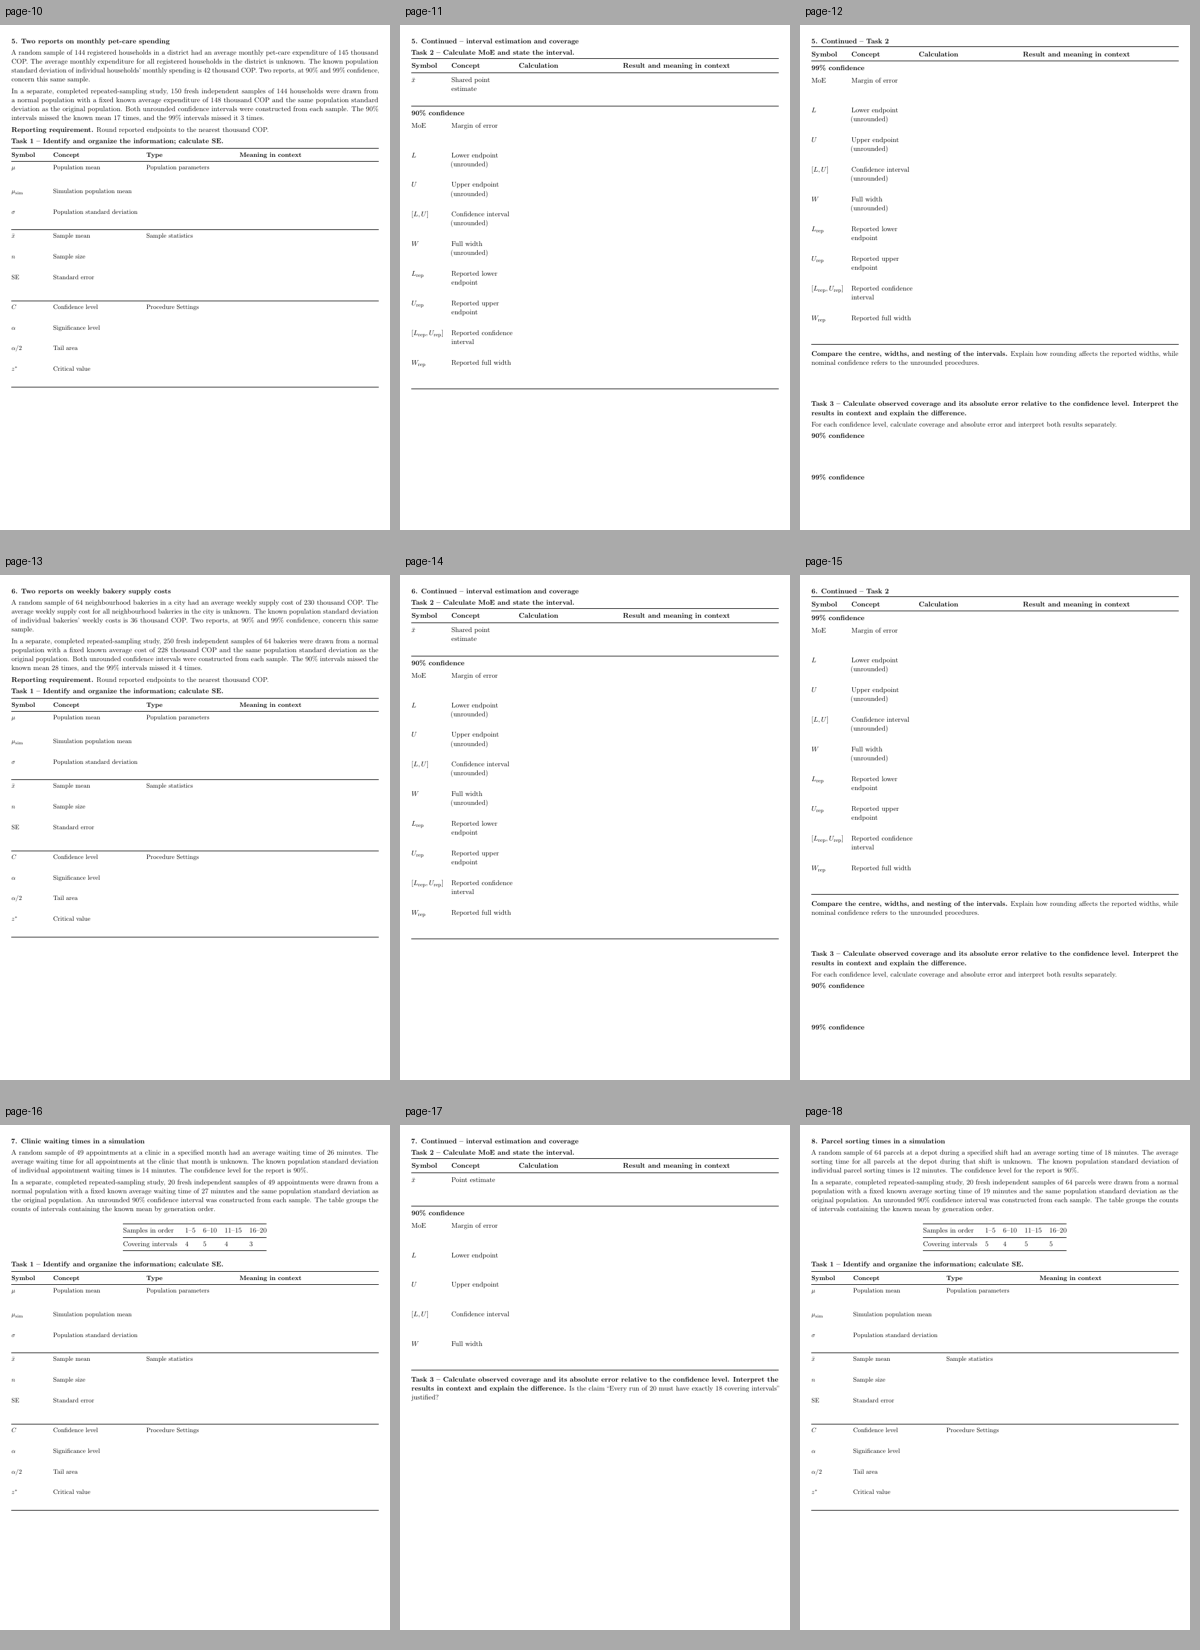 page-10
5. Two reports on monthly pet-care spending
A random sample of 144 registered households in a district had an average monthly pet-care expenditure of 145 thousand
COP. The average monthly expenditure for all registered households in the district is unknown. The known population
standard deviation of individual households' monthly spending is 42 thousand COP. Two reports, at 90% and 99% confidence,
concern this same sample.
In a separate, completed repeated-sampling study, 150 fresh independent samples of 144 households were drawn from
a normal population with a fixed known average expenditure of 148 thousand COP and the same population standard
deviation as the original population. Both unrounded confidence intervals were constructed from each sample. The 90%
intervals missed the known mean 17 times, and the 99% intervals missed it 3 times.
Reporting requirement. Round reported endpoints to the nearest thousand COP.
Task 1 – Identify and organize the information; calculate SE.
Symbol Concept Type Meaning in context
μ Population mean Population parameters
μsim Simulation population mean
σ Population standard deviation
x̄ Sample mean Sample statistics
n Sample size
SE Standard error
C Confidence level Procedure Settings
α Significance level
α/2 Tail area
z* Critical value
page-11
5. Continued – interval estimation and coverage
Task 2 – Calculate MoE and state the interval.
Symbol Concept Calculation Result and meaning in context
x̄ Shared point
estimate
90% confidence
MoE Margin of error
L Lower endpoint
(unrounded)
U Upper endpoint
(unrounded)
[L, U] Confidence interval
(unrounded)
W Full width
(unrounded)
Lrep Reported lower
endpoint
Urep Reported upper
endpoint
[Lrep, Urep] Reported confidence
interval
Wrep Reported full width
page-12
5. Continued – Task 2
Symbol Concept Calculation Result and meaning in context
99% confidence
MoE Margin of error
L Lower endpoint
(unrounded)
U Upper endpoint
(unrounded)
[L, U] Confidence interval
(unrounded)
W Full width
(unrounded)
Lrep Reported lower
endpoint
Urep Reported upper
endpoint
[Lrep, Urep] Reported confidence
interval
Wrep Reported full width
Compare the centre, widths, and nesting of the intervals. Explain how rounding affects the reported widths, while
nominal confidence refers to the unrounded procedures.
Task 3 – Calculate observed coverage and its absolute error relative to the confidence level. Interpret the
results in context and explain the difference.
For each confidence level, calculate coverage and absolute error and interpret both results separately.
90% confidence
99% confidence
page-13
6. Two reports on weekly bakery supply costs
A random sample of 64 neighbourhood bakeries in a city had an average weekly supply cost of 230 thousand COP. The
average weekly supply cost for all neighbourhood bakeries in the city is unknown. The known population standard deviation
of individual bakeries' weekly costs is 36 thousand COP. Two reports, at 90% and 99% confidence, concern this same
sample.
In a separate, completed repeated-sampling study, 250 fresh independent samples of 64 bakeries were drawn from a normal
population with a fixed known average cost of 228 thousand COP and the same population standard deviation as the
original population. Both unrounded confidence intervals were constructed from each sample. The 90% intervals missed the
known mean 28 times, and the 99% intervals missed it 4 times.
Reporting requirement. Round reported endpoints to the nearest thousand COP.
Task 1 – Identify and organize the information; calculate SE.
Symbol Concept Type Meaning in context
μ Population mean Population parameters
μsim Simulation population mean
σ Population standard deviation
x̄ Sample mean Sample statistics
n Sample size
SE Standard error
C Confidence level Procedure Settings
α Significance level
α/2 Tail area
z* Critical value
page-14
6. Continued – interval estimation and coverage
Task 2 – Calculate MoE and state the interval.
Symbol Concept Calculation Result and meaning in context
x̄ Shared point
estimate
90% confidence
MoE Margin of error
L Lower endpoint
(unrounded)
U Upper endpoint
(unrounded)
[L, U] Confidence interval
(unrounded)
W Full width
(unrounded)
Lrep Reported lower
endpoint
Urep Reported upper
endpoint
[Lrep, Urep] Reported confidence
interval
Wrep Reported full width
page-15
6. Continued – Task 2
Symbol Concept Calculation Result and meaning in context
99% confidence
MoE Margin of error
L Lower endpoint
(unrounded)
U Upper endpoint
(unrounded)
[L, U] Confidence interval
(unrounded)
W Full width
(unrounded)
Lrep Reported lower
endpoint
Urep Reported upper
endpoint
[Lrep, Urep] Reported confidence
interval
Wrep Reported full width
Compare the centre, widths, and nesting of the intervals. Explain how rounding affects the reported widths, while
nominal confidence refers to the unrounded procedures.
Task 3 – Calculate observed coverage and its absolute error relative to the confidence level. Interpret the
results in context and explain the difference.
For each confidence level, calculate coverage and absolute error and interpret both results separately.
90% confidence
99% confidence
page-16
7. Clinic waiting times in a simulation
A random sample of 49 appointments at a clinic in a specified month had an average waiting time of 26 minutes. The
average waiting time for all appointments at the clinic that month is unknown. The known population standard deviation
of individual appointment waiting times is 14 minutes. The confidence level for the report is 90%.
In a separate, completed repeated-sampling study, 20 fresh independent samples of 49 appointments were drawn from a
normal population with a fixed known average waiting time of 27 minutes and the same population standard deviation as
the original population. An unrounded 90% confidence interval was constructed from each sample. The table groups the
counts of intervals containing the known mean by generation order.
Samples in order 1–5 6–10 11–15 16–20
Covering intervals 4 5 4 3
Task 1 – Identify and organize the information; calculate SE.
Symbol Concept Type Meaning in context
μ Population mean Population parameters
μsim Simulation population mean
σ Population standard deviation
x̄ Sample mean Sample statistics
n Sample size
SE Standard error
C Confidence level Procedure Settings
α Significance level
α/2 Tail area
z* Critical value
page-17
7. Continued – interval estimation and coverage
Task 2 – Calculate MoE and state the interval.
Symbol Concept Calculation Result and meaning in context
x̄ Point estimate
90% confidence
MoE Margin of error
L Lower endpoint
U Upper endpoint
[L, U] Confidence interval
W Full width
Task 3 – Calculate observed coverage and its absolute error relative to the confidence level. Interpret the
results in context and explain the difference. Is the claim “Every run of 20 must have exactly 18 covering intervals”
justified?
page-18
8. Parcel sorting times in a simulation
A random sample of 64 parcels at a depot during a specified shift had an average sorting time of 18 minutes. The average
sorting time for all parcels at the depot during that shift is unknown. The known population standard deviation of
individual parcel sorting times is 12 minutes. The confidence level for the report is 90%.
In a separate, completed repeated-sampling study, 20 fresh independent samples of 64 parcels were drawn from a normal
population with a fixed known average sorting time of 19 minutes and the same population standard deviation as the
original population. An unrounded 90% confidence interval was constructed from each sample. The table groups the counts
of intervals containing the known mean by generation order.
Samples in order 1–5 6–10 11–15 16–20
Covering intervals 5 4 5 5
Task 1 – Identify and organize the information; calculate SE.
Symbol Concept Type Meaning in context
μ Population mean Population parameters
μsim Simulation population mean
σ Population standard deviation
x̄ Sample mean Sample statistics
n Sample size
SE Standard error
C Confidence level Procedure Settings
α Significance level
α/2 Tail area
z* Critical value